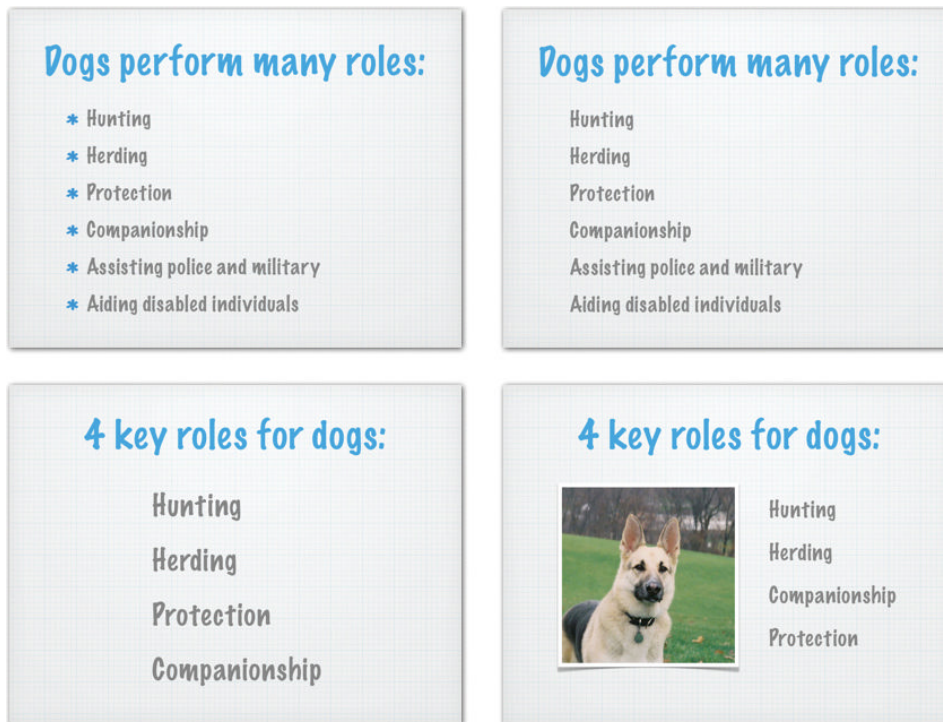 Dogs perform many roles:
* Hunting
* Herding
* Protection
* Companionship
* Assisting police and military
* Aiding disabled individuals
Dogs perform many roles:
Hunting
Herding
Protection
Companionship
Assisting police and military
Aiding disabled individuals
4 key roles for dogs:
Hunting
Herding
Protection
Companionship
4 key roles for dogs:
Hunting
Herding
Companionship
Protection